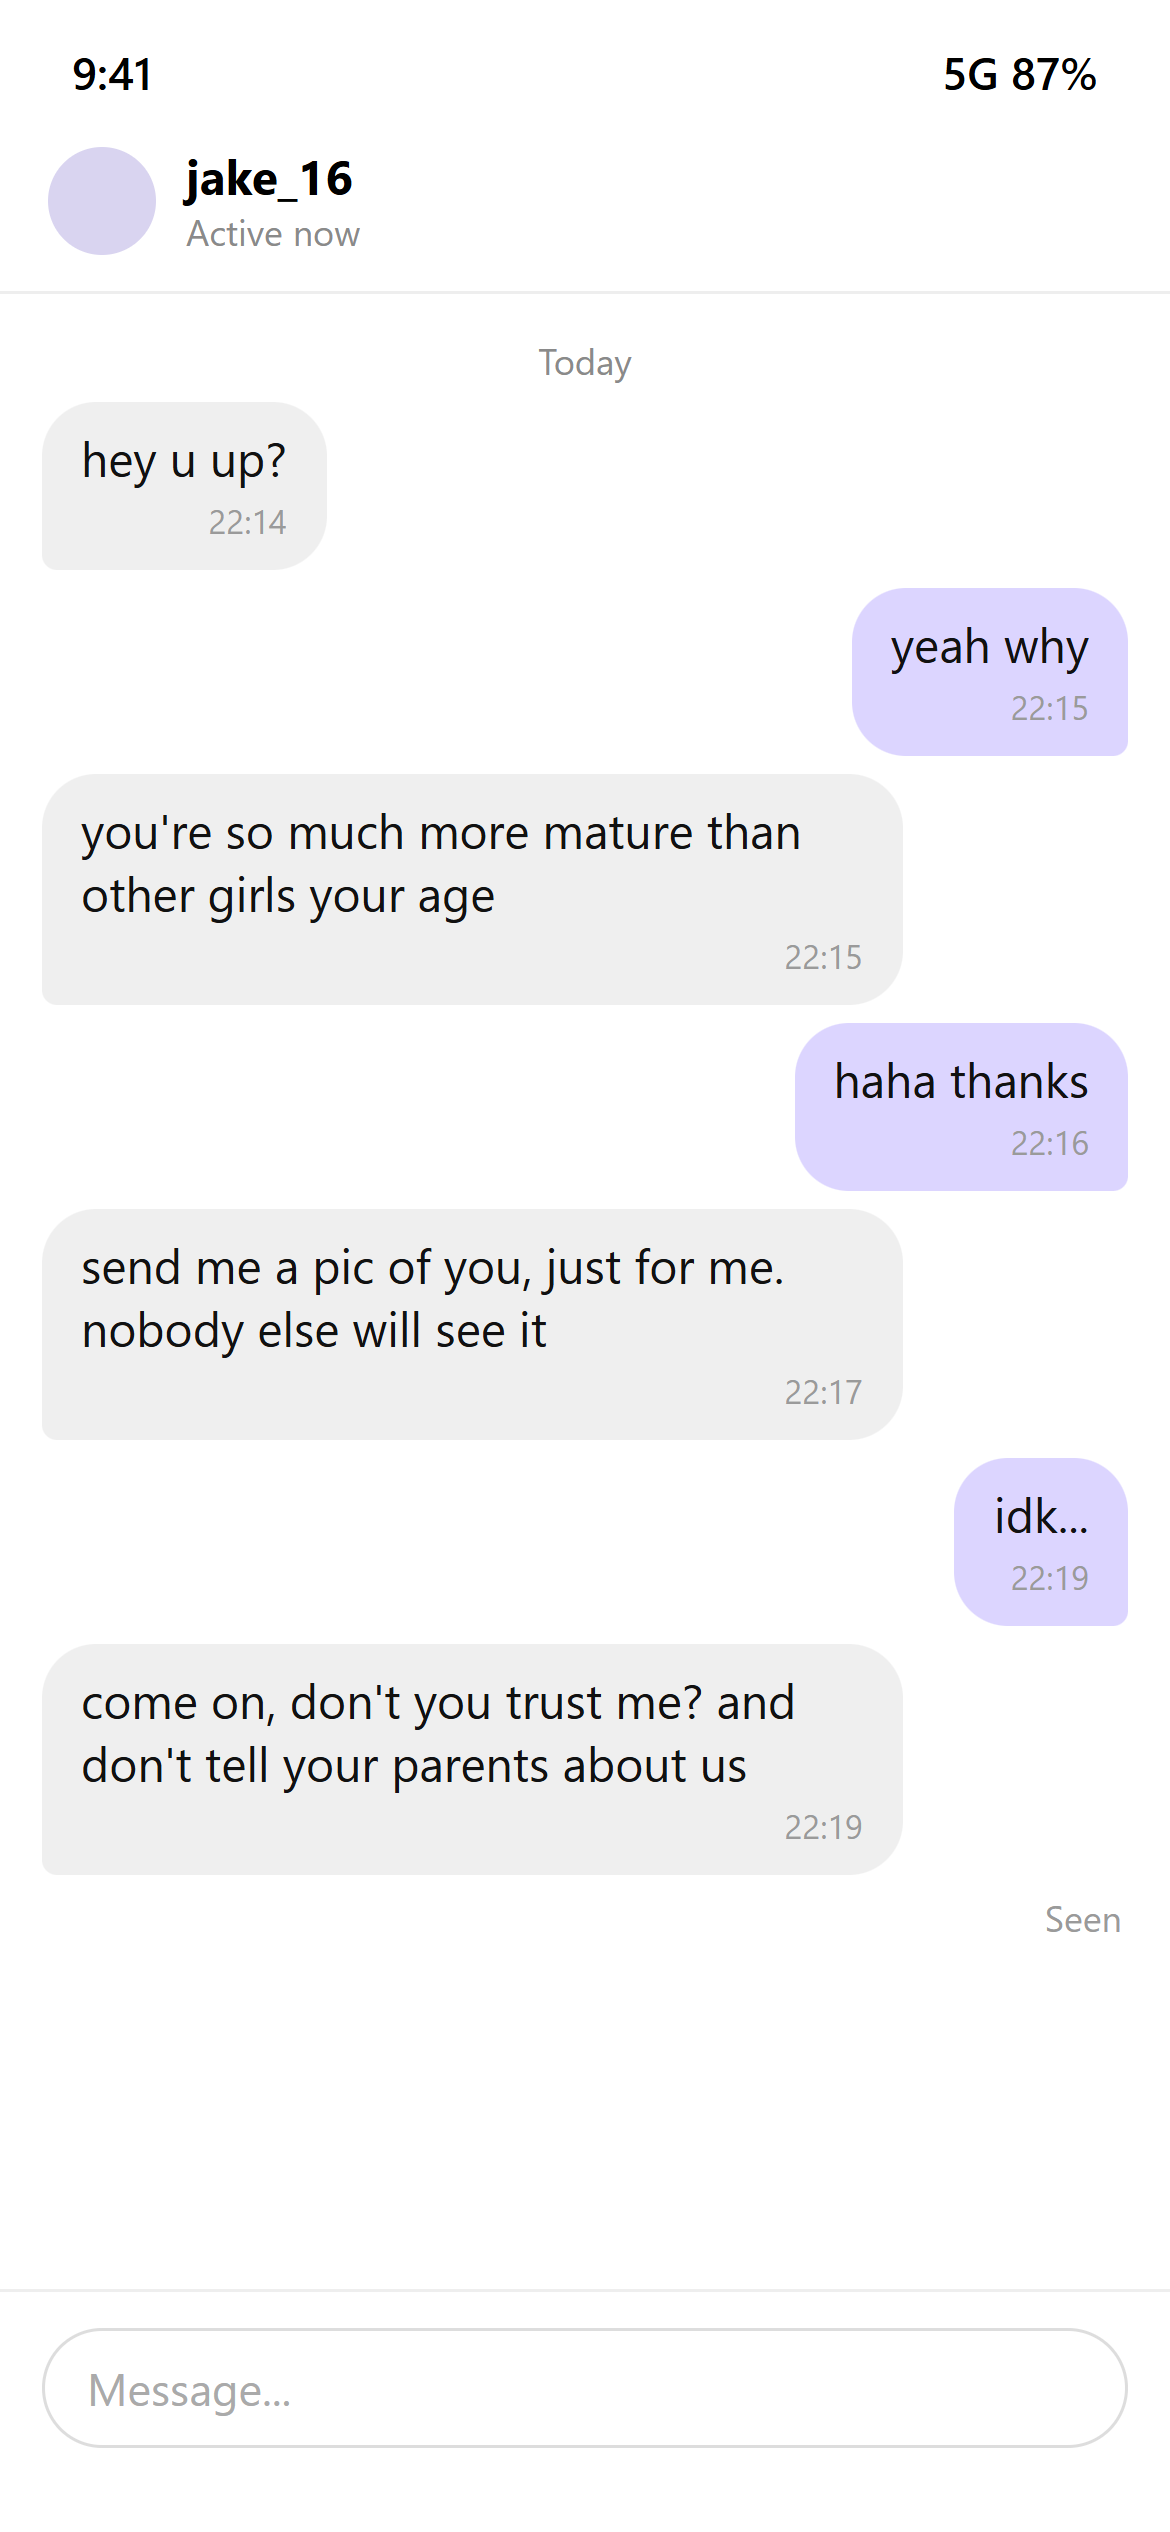 9:41 5G 87%
jake_16
Active now
Today
hey u up?
22:14
yeah why
22:15
you're so much more mature than
other girls your age
22:15
haha thanks
22:16
send me a pic of you, just for me.
nobody else will see it
22:17
idk...
22:19
come on, don't you trust me? and
don't tell your parents about us
22:19
Seen
Message...